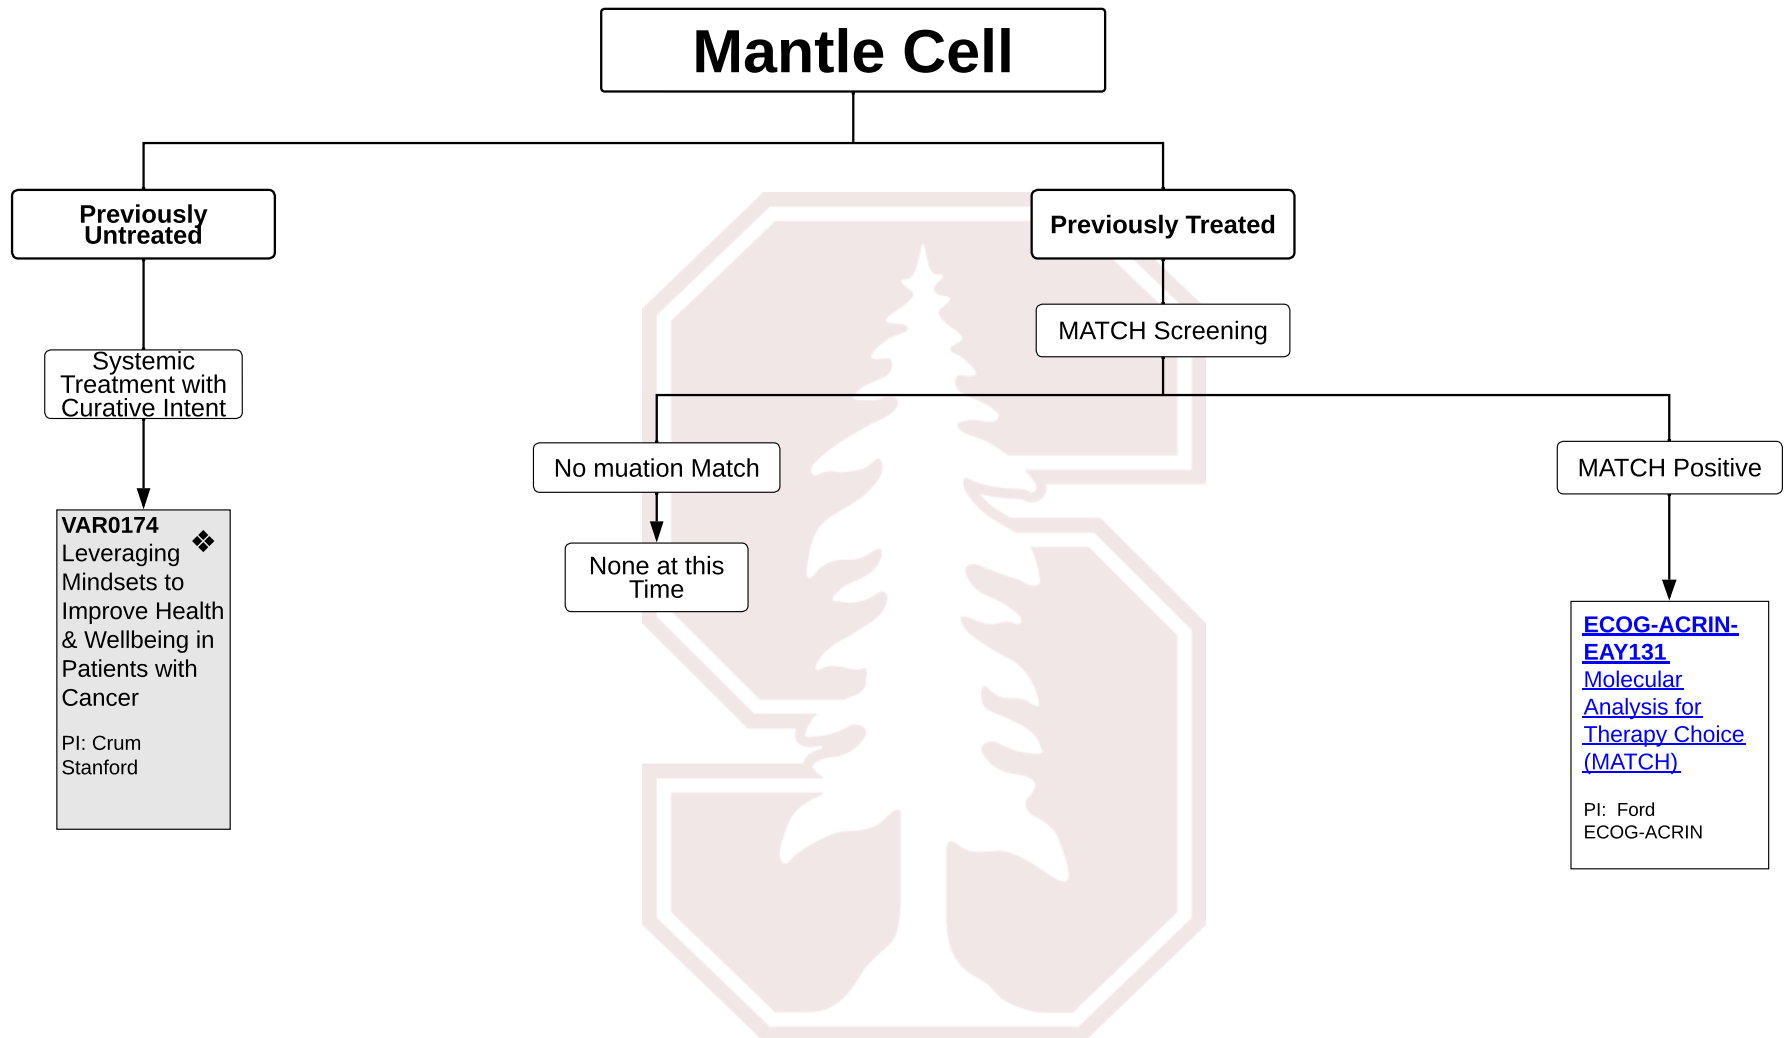 Mantle Cell
Previously
Untreated
Previously Treated
MATCH Screening
Systemic
Treatment with
Curative Intent
No muation Match
MATCH Positive
None at this
Time
VAR0174
❖
Leveraging
Mindsets to
Improve Health
& Wellbeing in
Patients with
Cancer
PI: Crum
Stanford
ECOG-ACRIN-
EAY131
Molecular
Analysis for
Therapy Choice
(MATCH)
PI:  Ford
ECOG-ACRIN